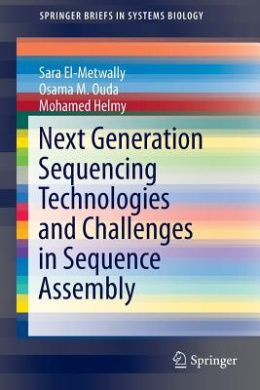 SPRINGER BRIEFS IN SYSTEMS BIOLOGY
Sara El-Metwally
Osama M. Ouda
Mohamed Helmy
Next Generation
Sequencing
Technologies
and Challenges
in Sequence
Assembly
Springer